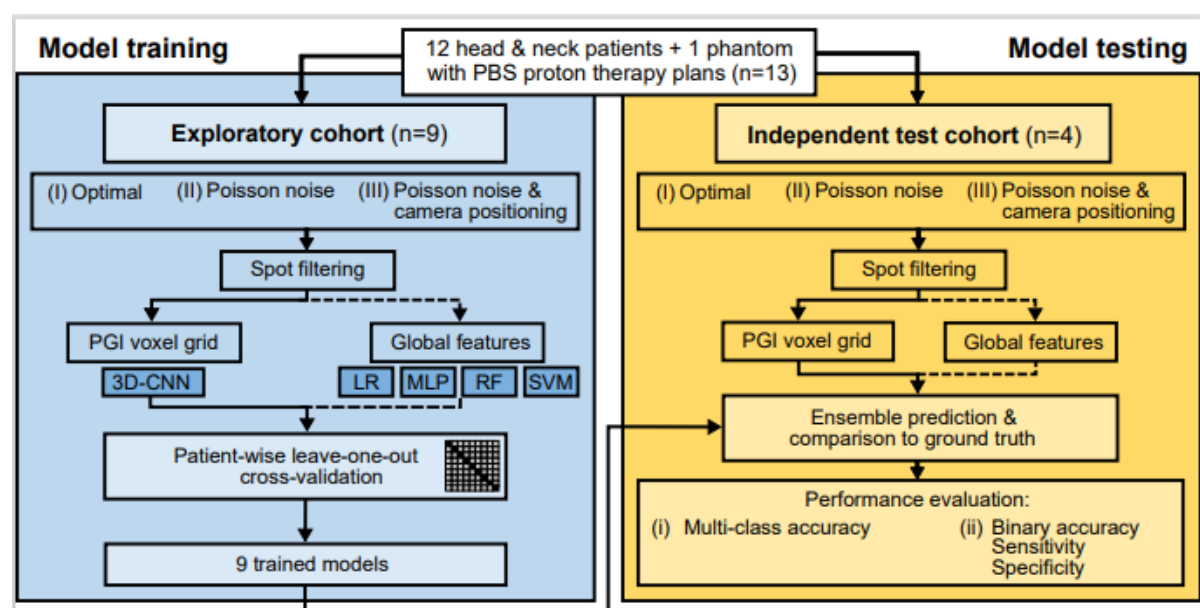 Model training
12 head & neck patients + 1 phantom
with PBS proton therapy plans (n=13)
Model testing
Exploratory cohort (n=9)
(I) Optimal (II) Poisson noise (III) Poisson noise &
camera positioning
Spot filtering
PGI voxel grid
Global features
3D-CNN
LR MLP RF SVM
Patient-wise leave-one-out
cross-validation
9 trained models
Independent test cohort (n=4)
(I) Optimal (II) Poisson noise (III) Poisson noise &
camera positioning
Spot filtering
PGI voxel grid
Global features
Ensemble prediction &
comparison to ground truth
Performance evaluation:
(i) Multi-class accuracy (ii) Binary accuracy
Sensitivity
Specificity